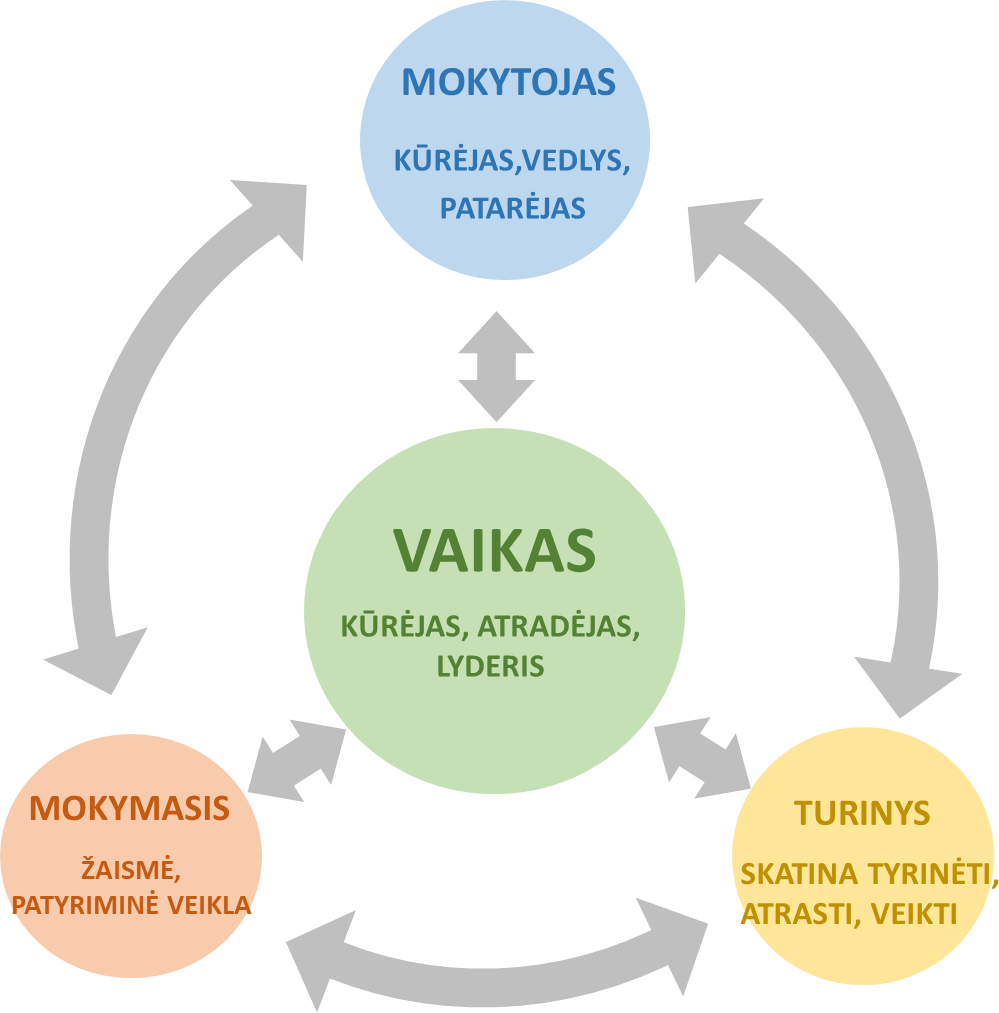 MOKYTOJAS
KŪRĖJAS,VEDLYS,
PATARĖJAS
VAIKAS
KŪRĖJAS, ATRADĖJAS,
LYDERIS
MOKYMASIS
ŽAISMĖ,
PATYRIMINĖ VEIKLA
TURINYS
SKATINA TYRINĖTI,
ATRASTI, VEIKTI